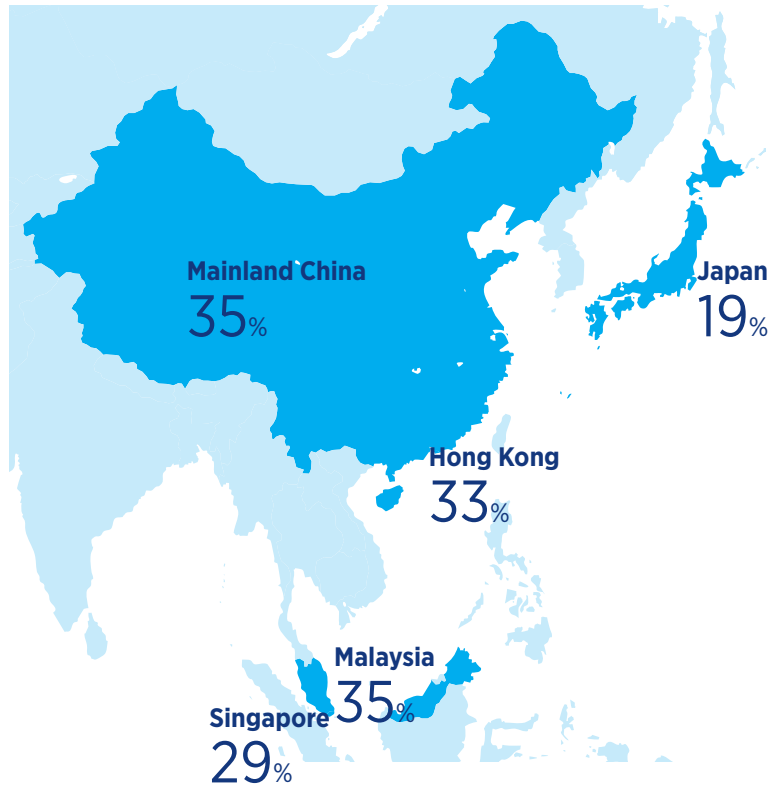 Mainland China
35%
Japan
19%
Hong Kong
33%
Malaysia
35%
Singapore
29%